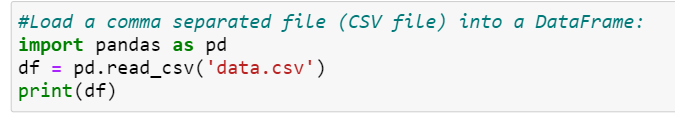 #Load a comma separated file (CSV file) into a DataFrame:
import pandas as pd
df = pd.read_csv('data.csv')
print(df)